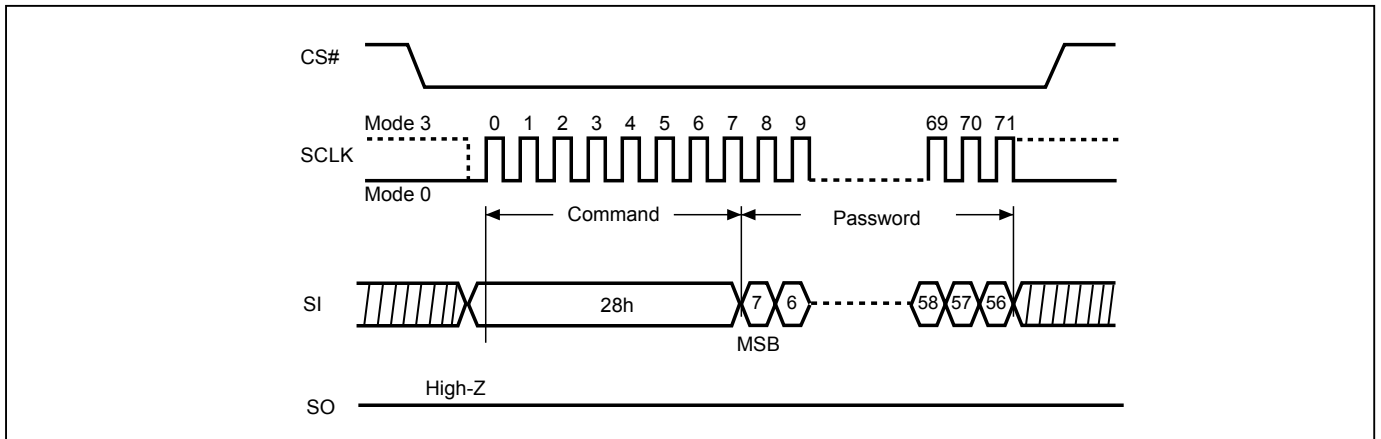 CS#
Mode 3
0 1 2 3 4 5 6 7 8 9 69 70 71
SCLK
Mode 0
Command
Password
SI
28h
7 6 58 57 56
MSB
High-Z
SO